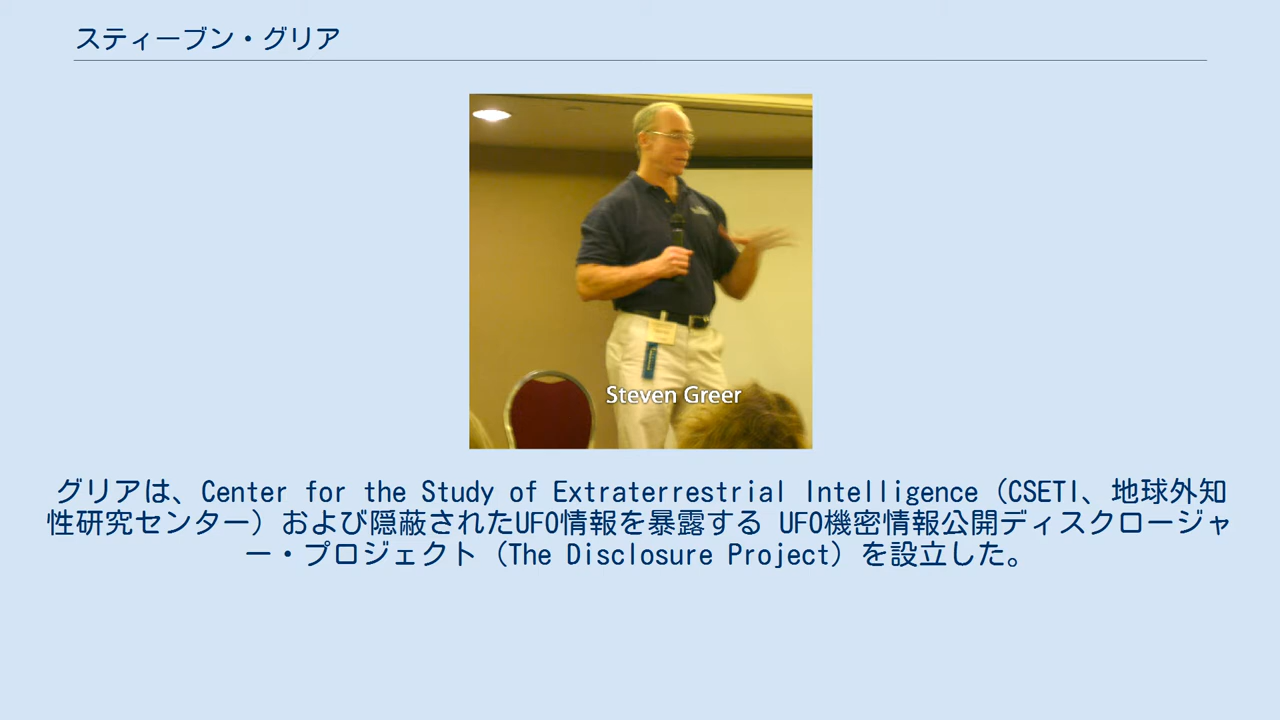 スティーブン・グリア
Steven Greer
グリアは、Center for the Study of Extraterrestrial Intelligence（CSETI、地球外知
性研究センター）および隠蔽されたUFO情報を暴露する UFO機密情報公開ディスクロージャ
ー・プロジェクト（The Disclosure Project）を設立した。